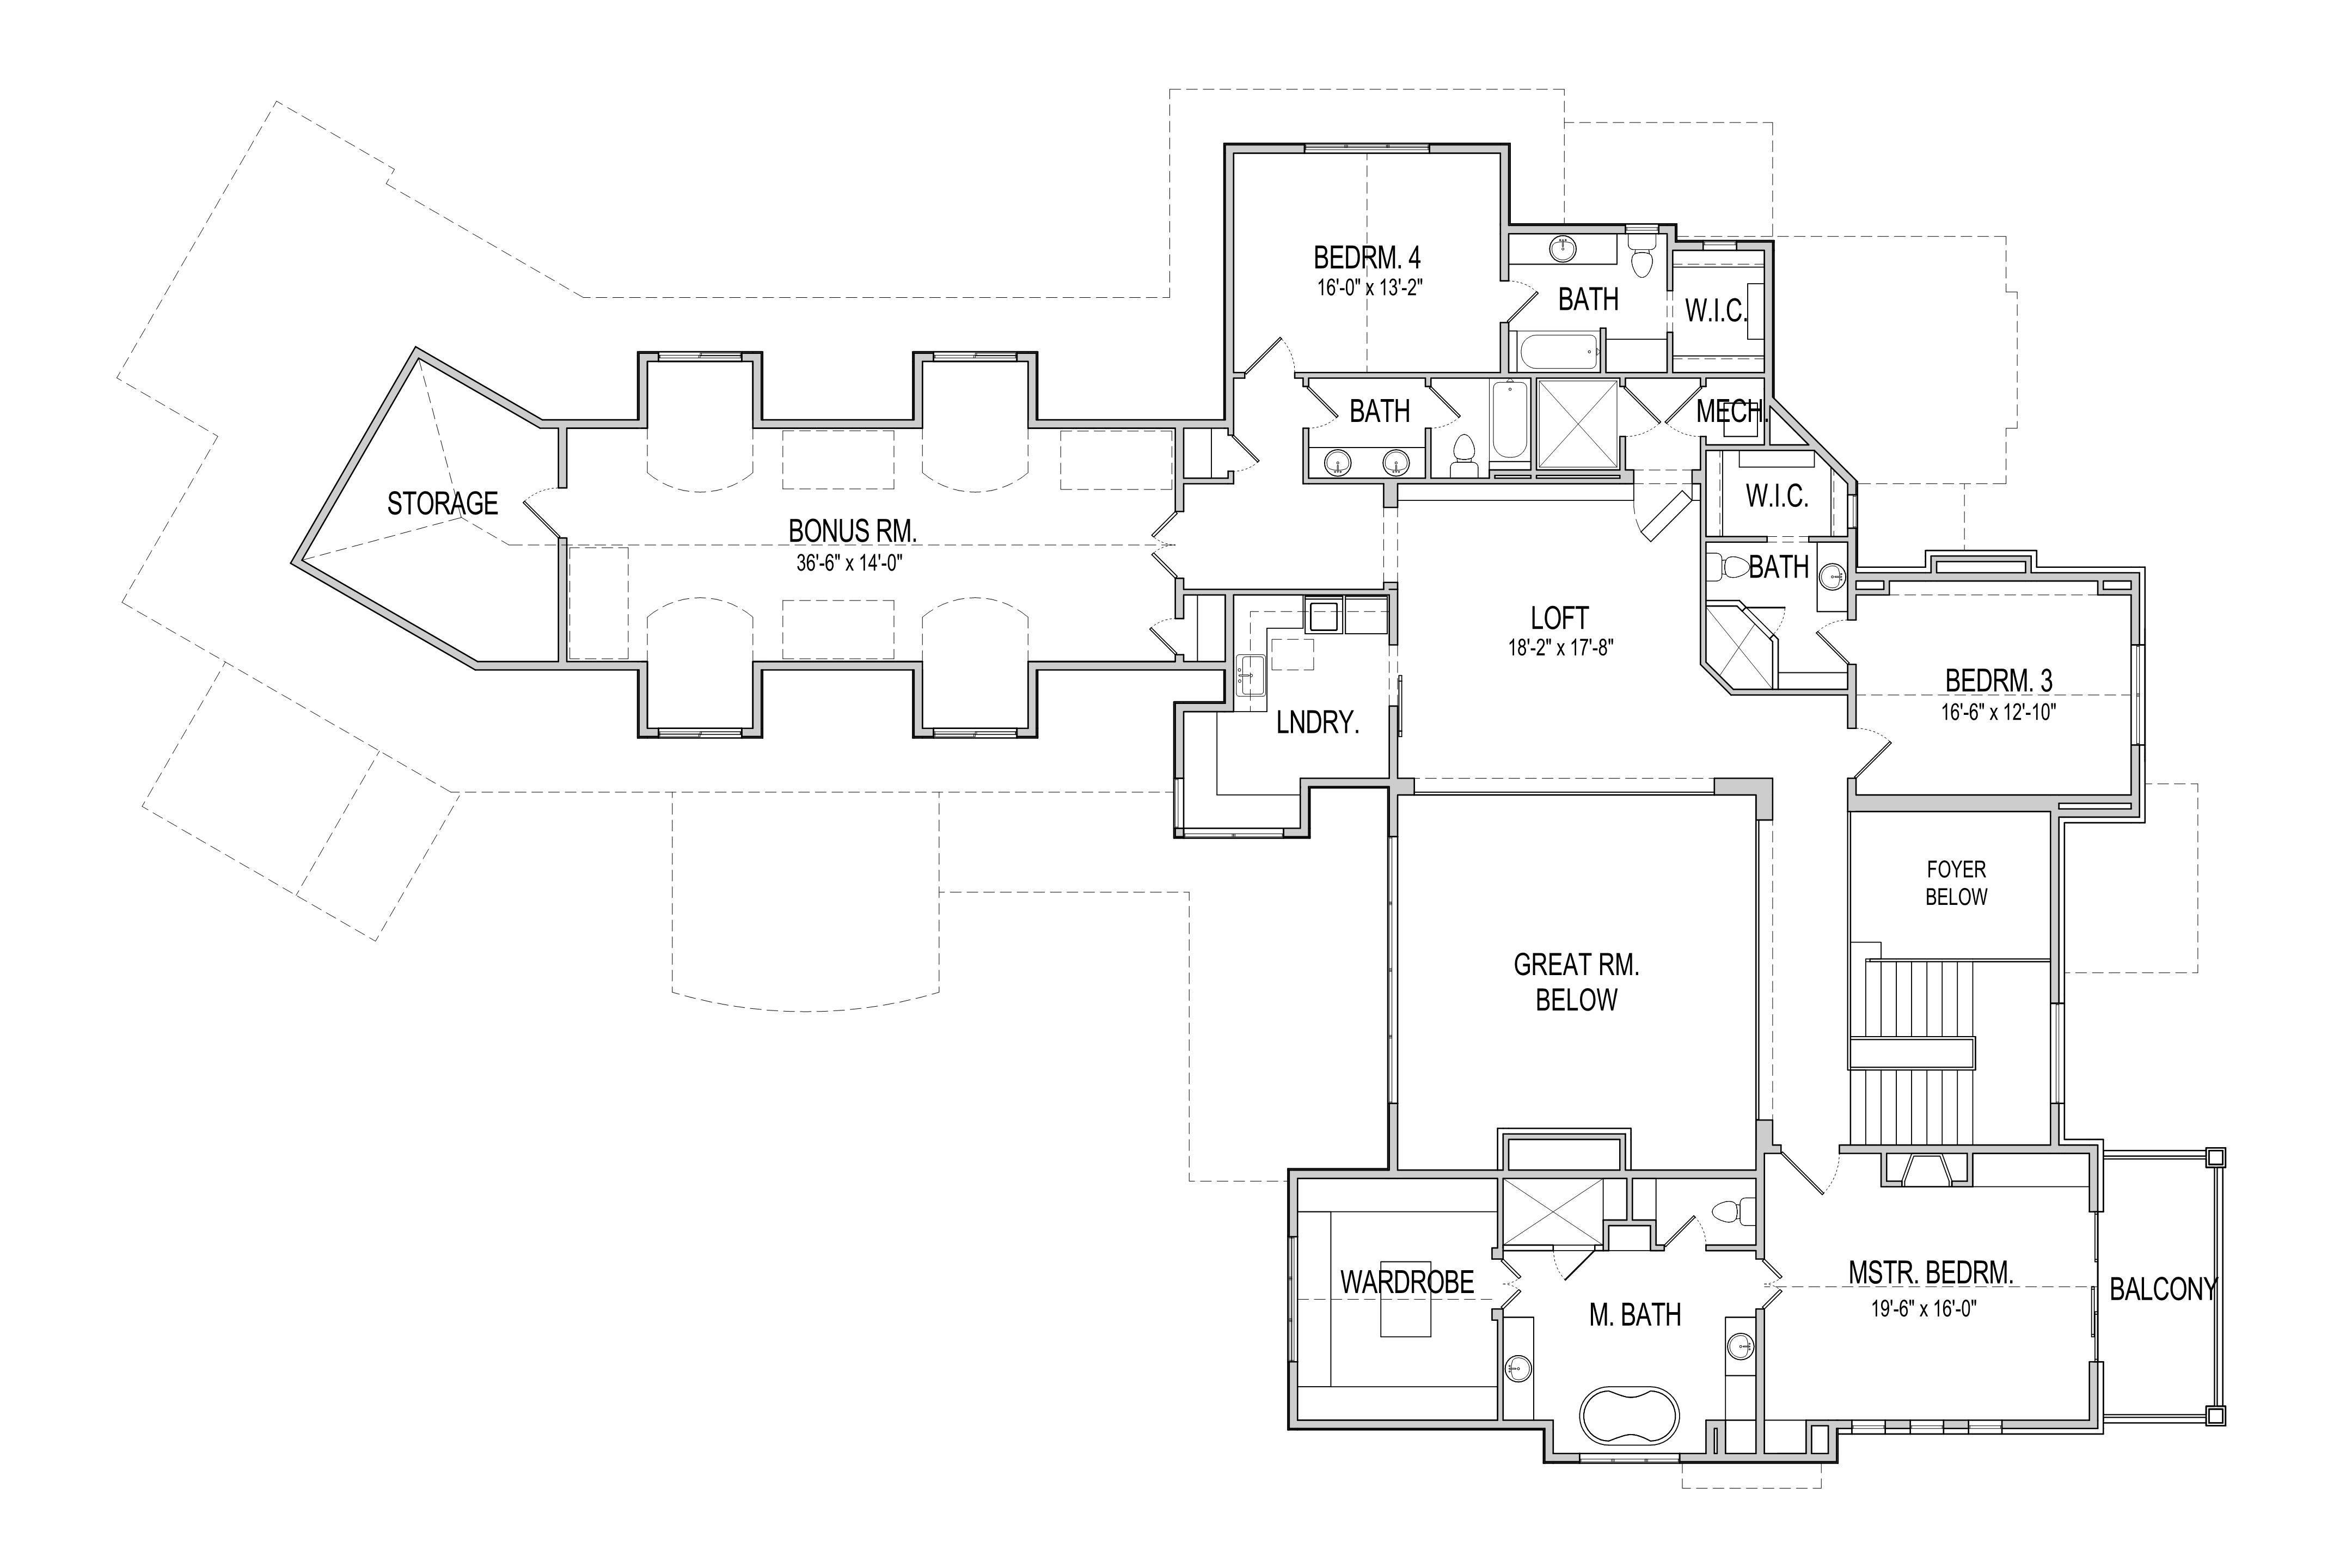 BEDRM. 4
16'-0" x 13'-2"
BATH
W.I.C.
BATH
MECH.
STORAGE
BONUS RM.
36'-6" x 14'-0"
W.I.C.
BATH
LOFT
18'-2" x 17'-8"
BEDRM. 3
16'-6" x 12'-10"
LNDRY.
FOYER
BELOW
GREAT RM.
BELOW
WARDROBE
M. BATH
MSTR. BEDRM.
19'-6" x 16'-0"
BALCONY